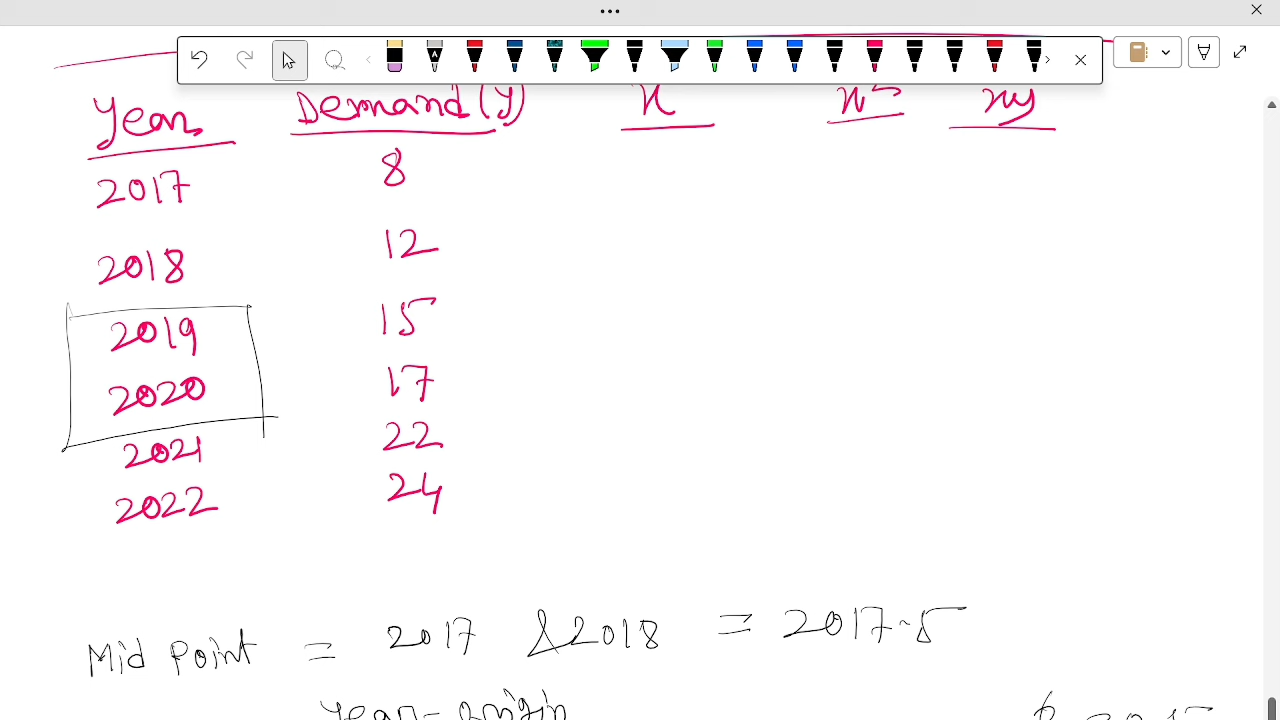 Year Demand (y) x x² xy
2017 8
2018 12
2019 15
2020 17
2021 22
2022 24
Mid Point = 2017 & 2018 = 2017.5
year - origin